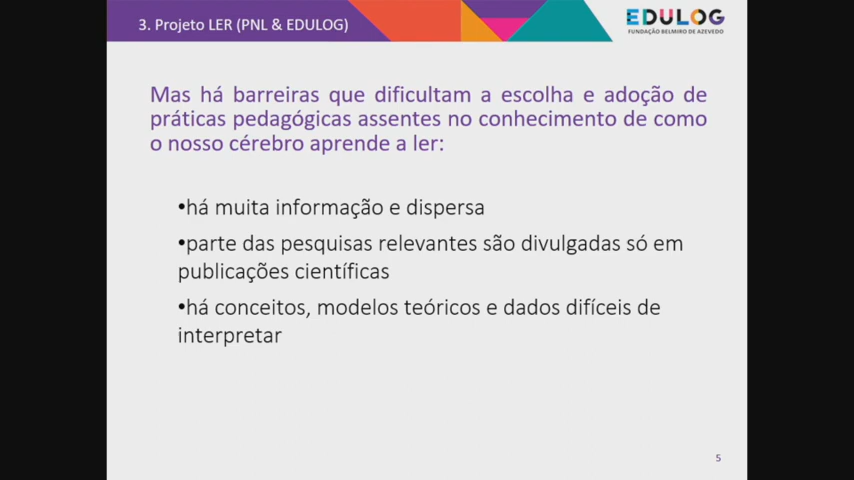 3. Projeto LER (PNL & EDULOG)
EDULOG
FUNDAÇÃO BELMIRO DE AZEVEDO
Mas há barreiras que dificultam a escolha e adoção de
práticas pedagógicas assentes no conhecimento de como
o nosso cérebro aprende a ler:
•há muita informação e dispersa
•parte das pesquisas relevantes são divulgadas só em
publicações científicas
•há conceitos, modelos teóricos e dados difíceis de
interpretar
5